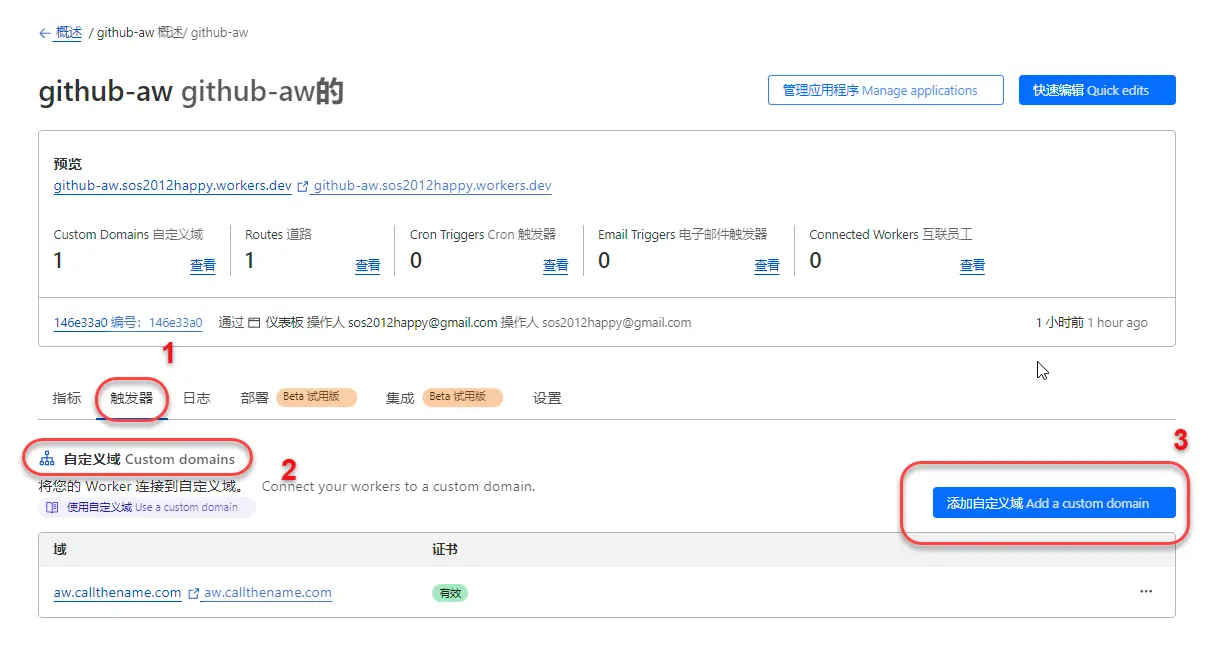 ← 概述 / github-aw 概述/ github-aw
github-aw github-aw的
管理应用程序 Manage applications
快速编辑 Quick edits
预览
github-aw.sos2012happy.workers.dev github-aw.sos2012happy.workers.dev
Custom Domains 自定义域 Routes 道路 Cron Triggers Cron 触发器 Email Triggers 电子邮件触发器 Connected Workers 互联员工
1 查看 1 查看 0 查看 0 查看 0 查看
146e33a0 编号：146e33a0 通过 仪表板 操作人 sos2012happy@gmail.com 操作人 sos2012happy@gmail.com 1 小时前 1 hour ago
1
指标 触发器 日志 部署 Beta 试用版 集成 Beta 试用版 设置
3
自定义域 Custom domains
2
将您的 Worker 连接到自定义域。 Connect your workers to a custom domain.
使用自定义域 Use a custom domain
添加自定义域 Add a custom domain
域 证书
aw.callthename.com aw.callthename.com 有效 ...